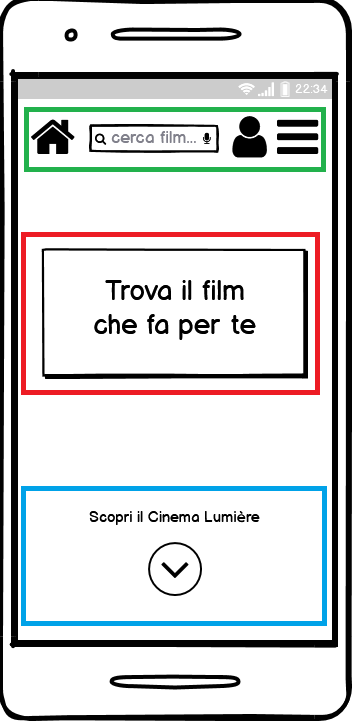 22:34
cerca film...
Trova il film
che fa per te
Scopri il Cinema Lumière